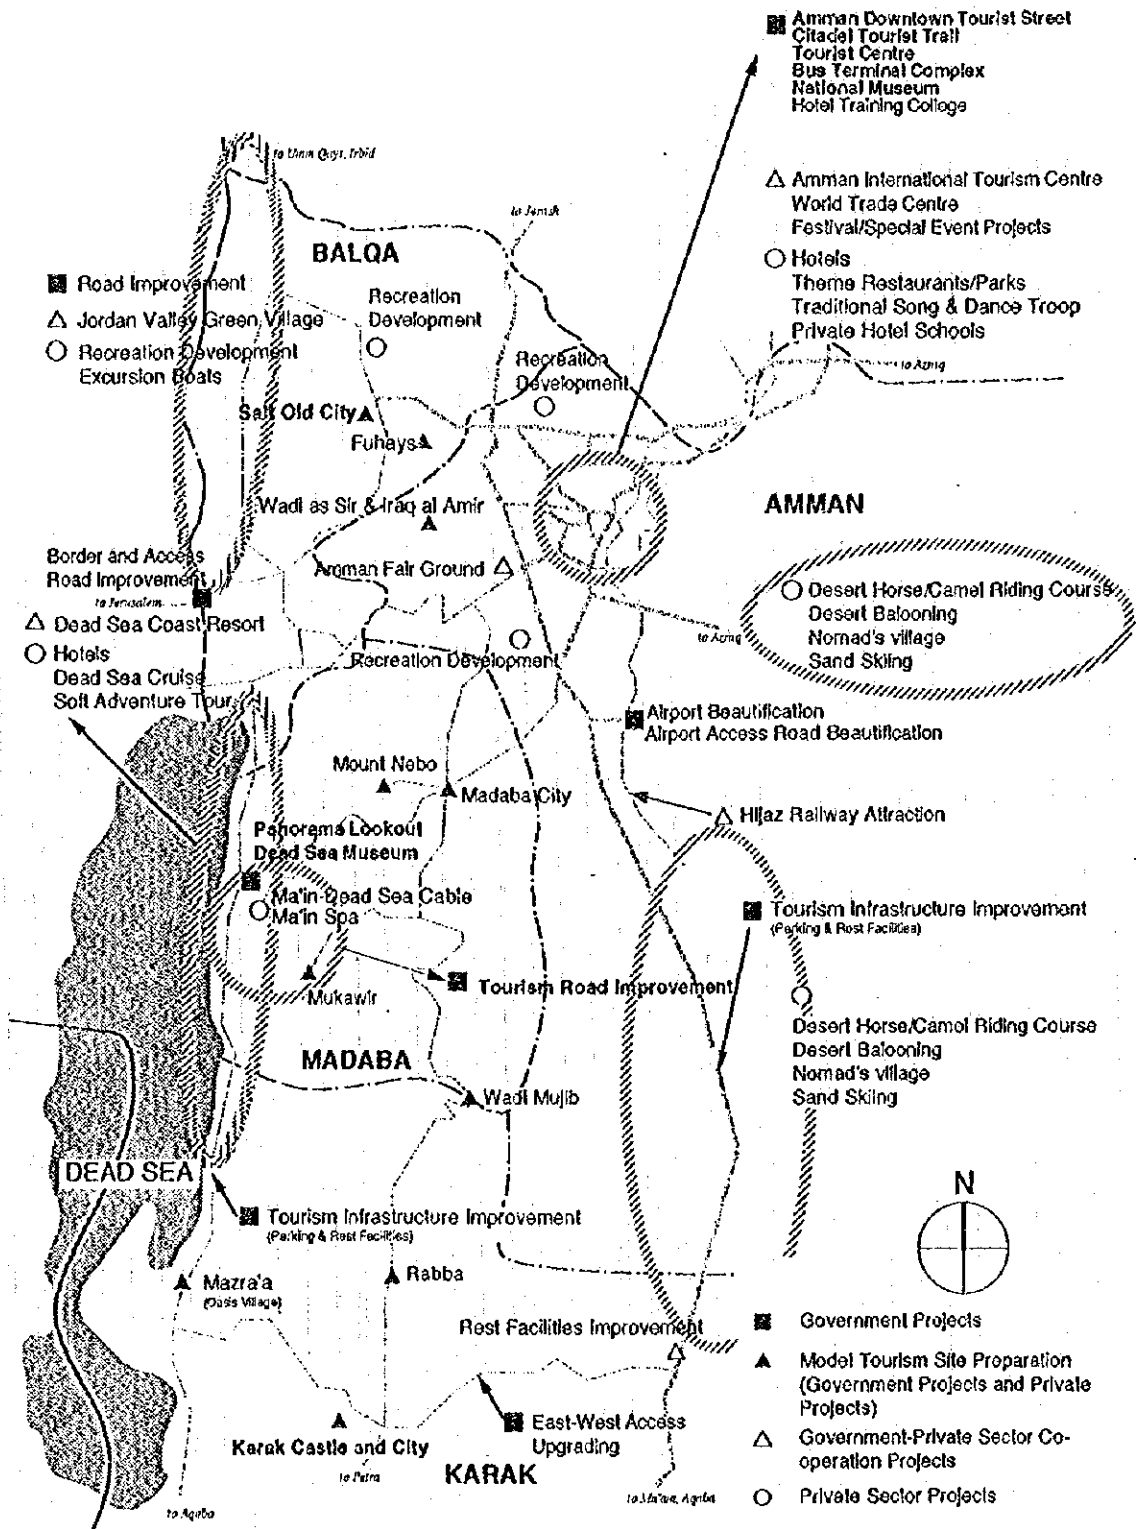 Amman Downtown Tourist Street
Citadel Tourist Trail
Tourist Centre
Bus Terminal Complex
National Museum
Hotel Training College
to Umm Qays, Irbid
Amman International Tourism Centre
World Trade Centre
Festival/Special Event Projects
to Jerash
BALQA
Hotels
Theme Restaurants/Parks
Traditional Song & Dance Troop
Private Hotel Schools
Road Improvement
Jordan Valley Green Village
Recreation Development
Excursion Boats
Recreation
Development
Recreation
Development
to Azraq
Salt Old City
Fuhays
Wadi as Sir & Iraq al Amir
AMMAN
Border and Access
Road Improvement
to Jerusalem
Amman Fair Ground
Desert Horse/Camel Riding Course
Desert Balooning
Nomad's village
Sand Skiing
Dead Sea Coast Resort
Hotels
Dead Sea Cruise
Soft Adventure Tour
to Azraq
Recreation Development
Airport Beautification
Airport Access Road Beautification
Mount Nebo
Madaba City
Hijaz Railway Attraction
Panorama Lookout
Dead Sea Museum
Ma'in-Dead Sea Cable
Ma'in Spa
Tourism Infrastructure Improvement
(Parking & Rest Facilities)
Mukawir
Tourism Road Improvement
Desert Horse/Camel Riding Course
Desert Balooning
Nomad's village
Sand Skiing
MADABA
Wadi Mujib
DEAD SEA
N
Tourism Infrastructure Improvement
(Parking & Rest Facilities)
Mazra'a
(Oasis Village)
Rabba
Rest Facilities Improvement
Government Projects
Model Tourism Site Preparation
(Government Projects and Private
Projects)
East-West Access
Upgrading
Karak Castle and City
Government-Private Sector Co-
operation Projects
to Petra
KARAK
to Ma'an, Aqaba
Private Sector Projects
to Aqaba